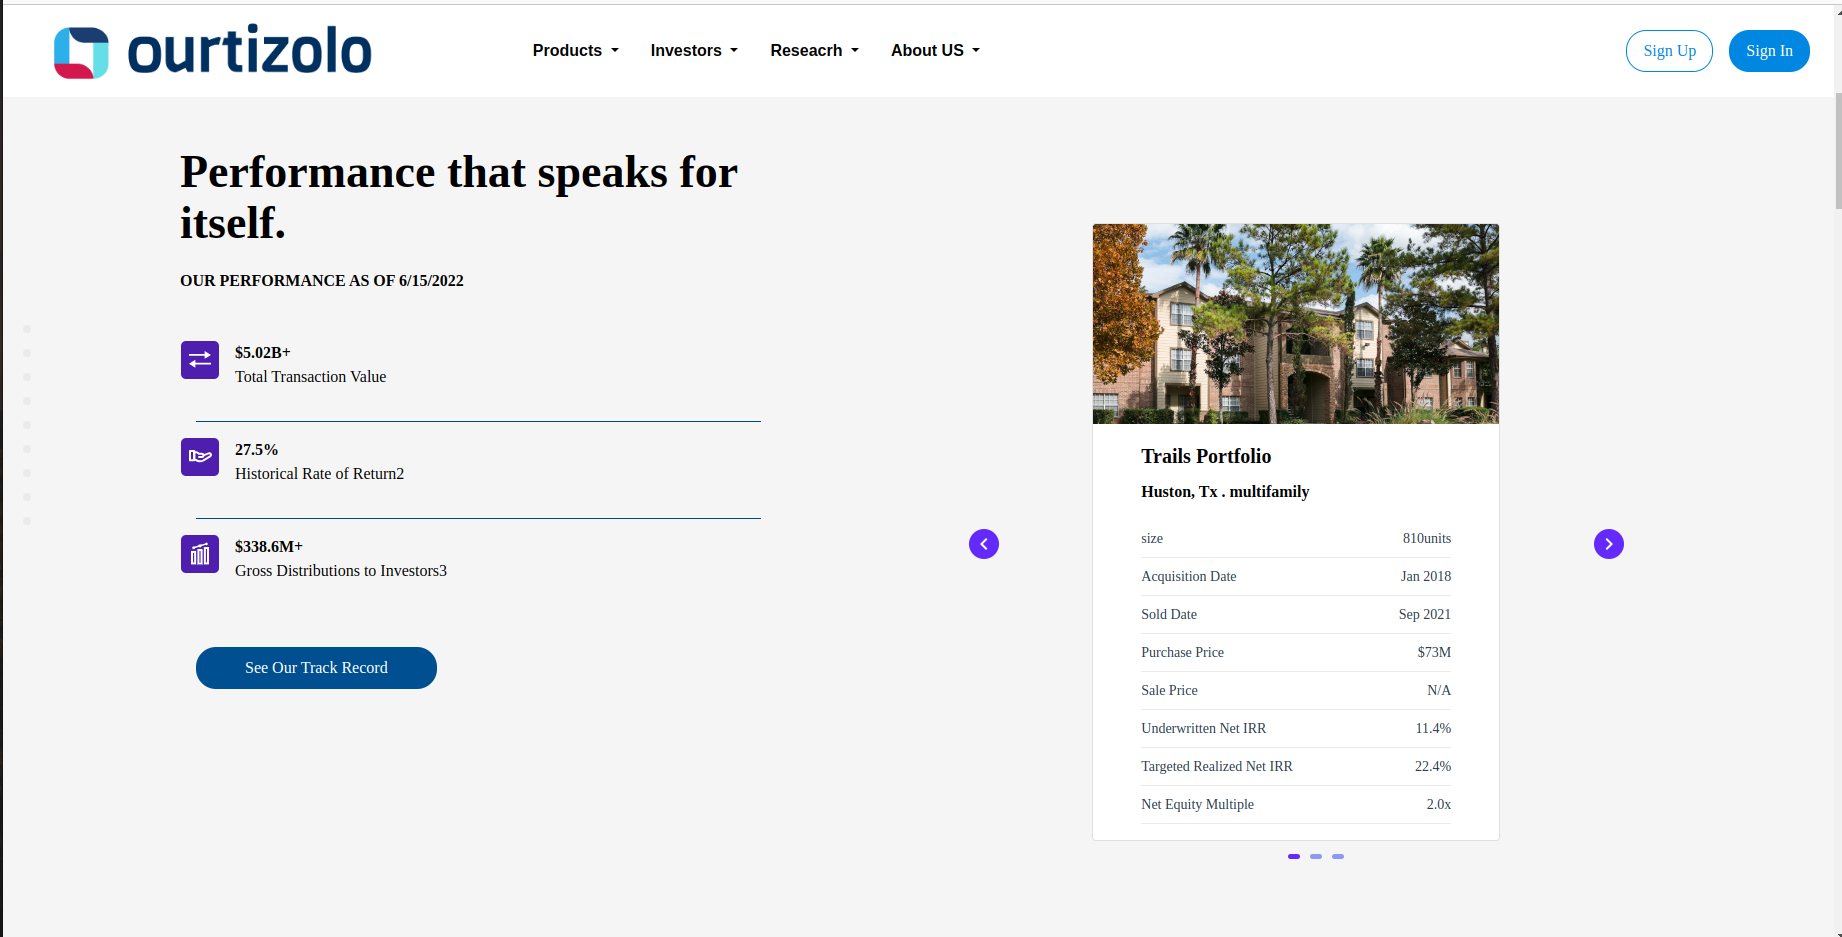 ourtizolo
Products
Investors
Reseacrh
About US
Sign Up
Sign In
Performance that speaks for
itself.
OUR PERFORMANCE AS OF 6/15/2022
$5.02B+
Total Transaction Value
27.5%
Historical Rate of Return2
$338.6M+
Gross Distributions to Investors3
See Our Track Record
Trails Portfolio
Huston, Tx . multifamily
size 810units
Acquisition Date Jan 2018
Sold Date Sep 2021
Purchase Price $73M
Sale Price N/A
Underwritten Net IRR 11.4%
Targeted Realized Net IRR 22.4%
Net Equity Multiple 2.0x